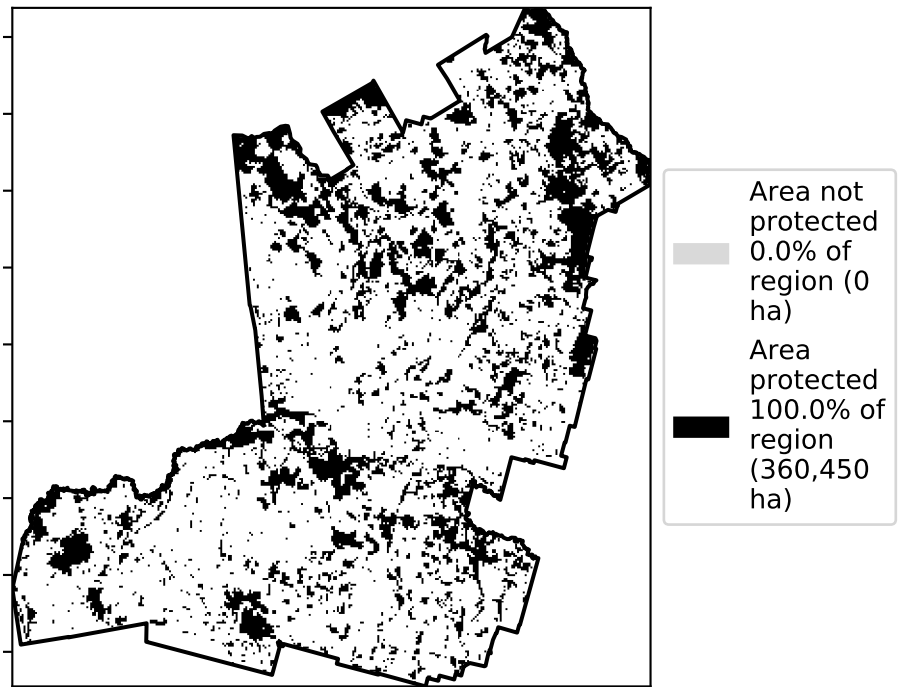 Area not
protected
0.0% of
region (0
ha)
Area
protected
100.0% of
region
(360,450
ha)